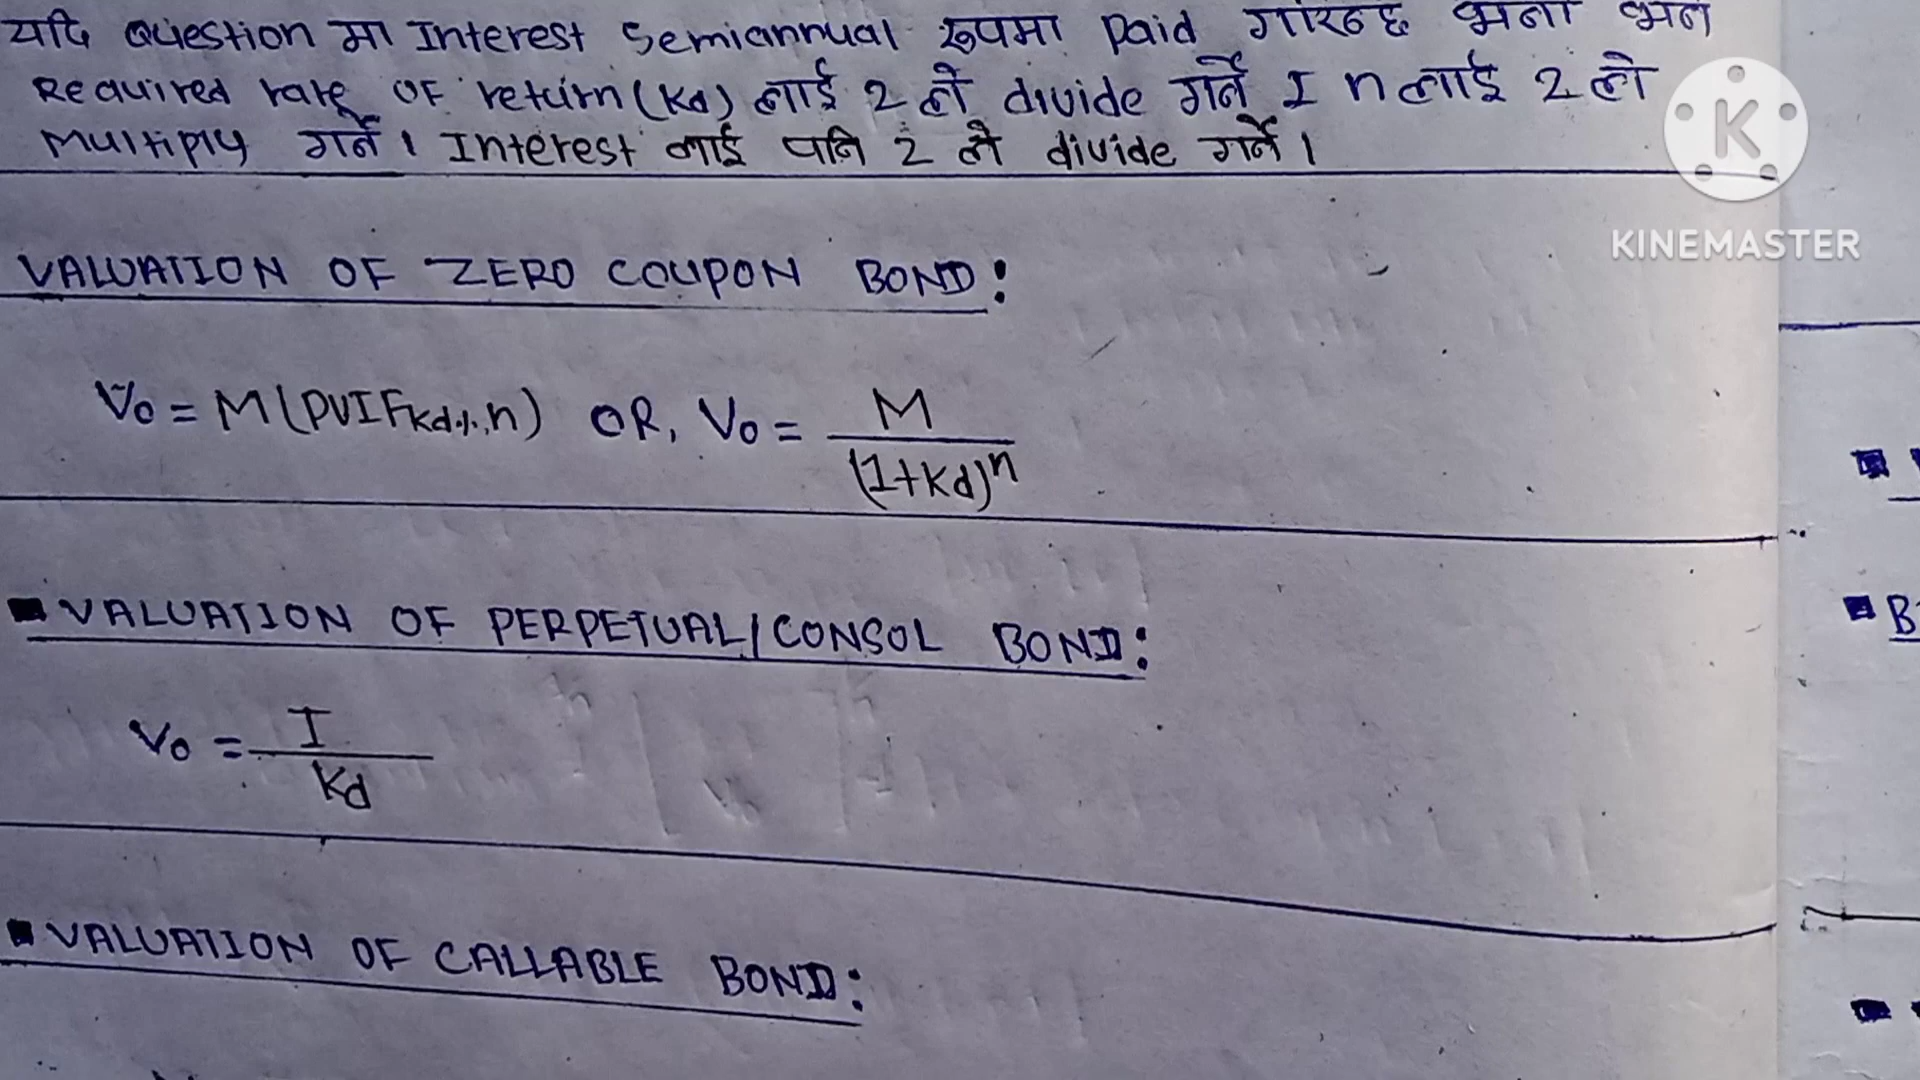 यदि Question मा Interest Semiannual रूपमा Paid गरिन्छ भनी भने
Required rate OF return (Kd) लाई 2 ले divide गर्ने I n लाई 2 ले
Multiply गर्ने । Interest लाई पनि 2 ले divide गर्ने ।
KINEMASTER
VALUATION OF ZERO COUPON BOND:
V₀ = M(PVIFkd%,n) OR, V₀ = M/(1+kd)ⁿ
■ VALUATION OF PERPETUAL/CONSOL BOND:
V₀ = I/Kd
■ VALUATION OF CALLABLE BOND: